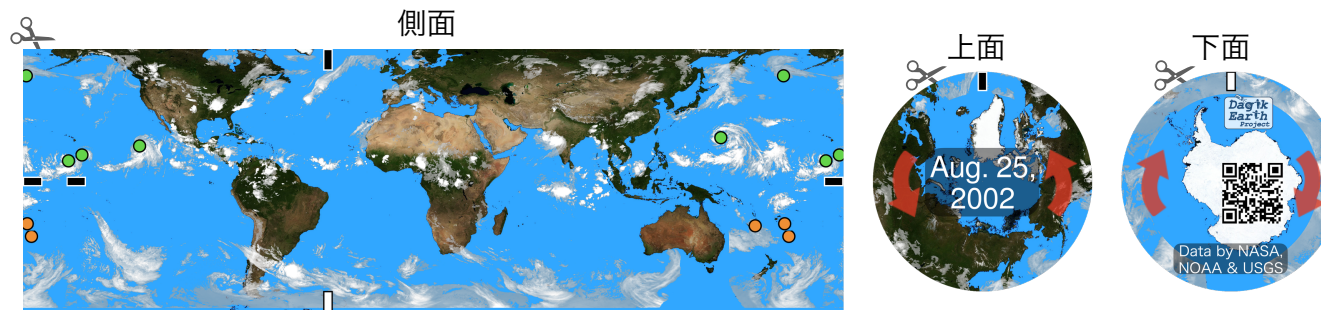 側面
上面
下面
Aug. 25,
2002
Dagik
Earth
Project
Data by NASA,
NOAA & USGS